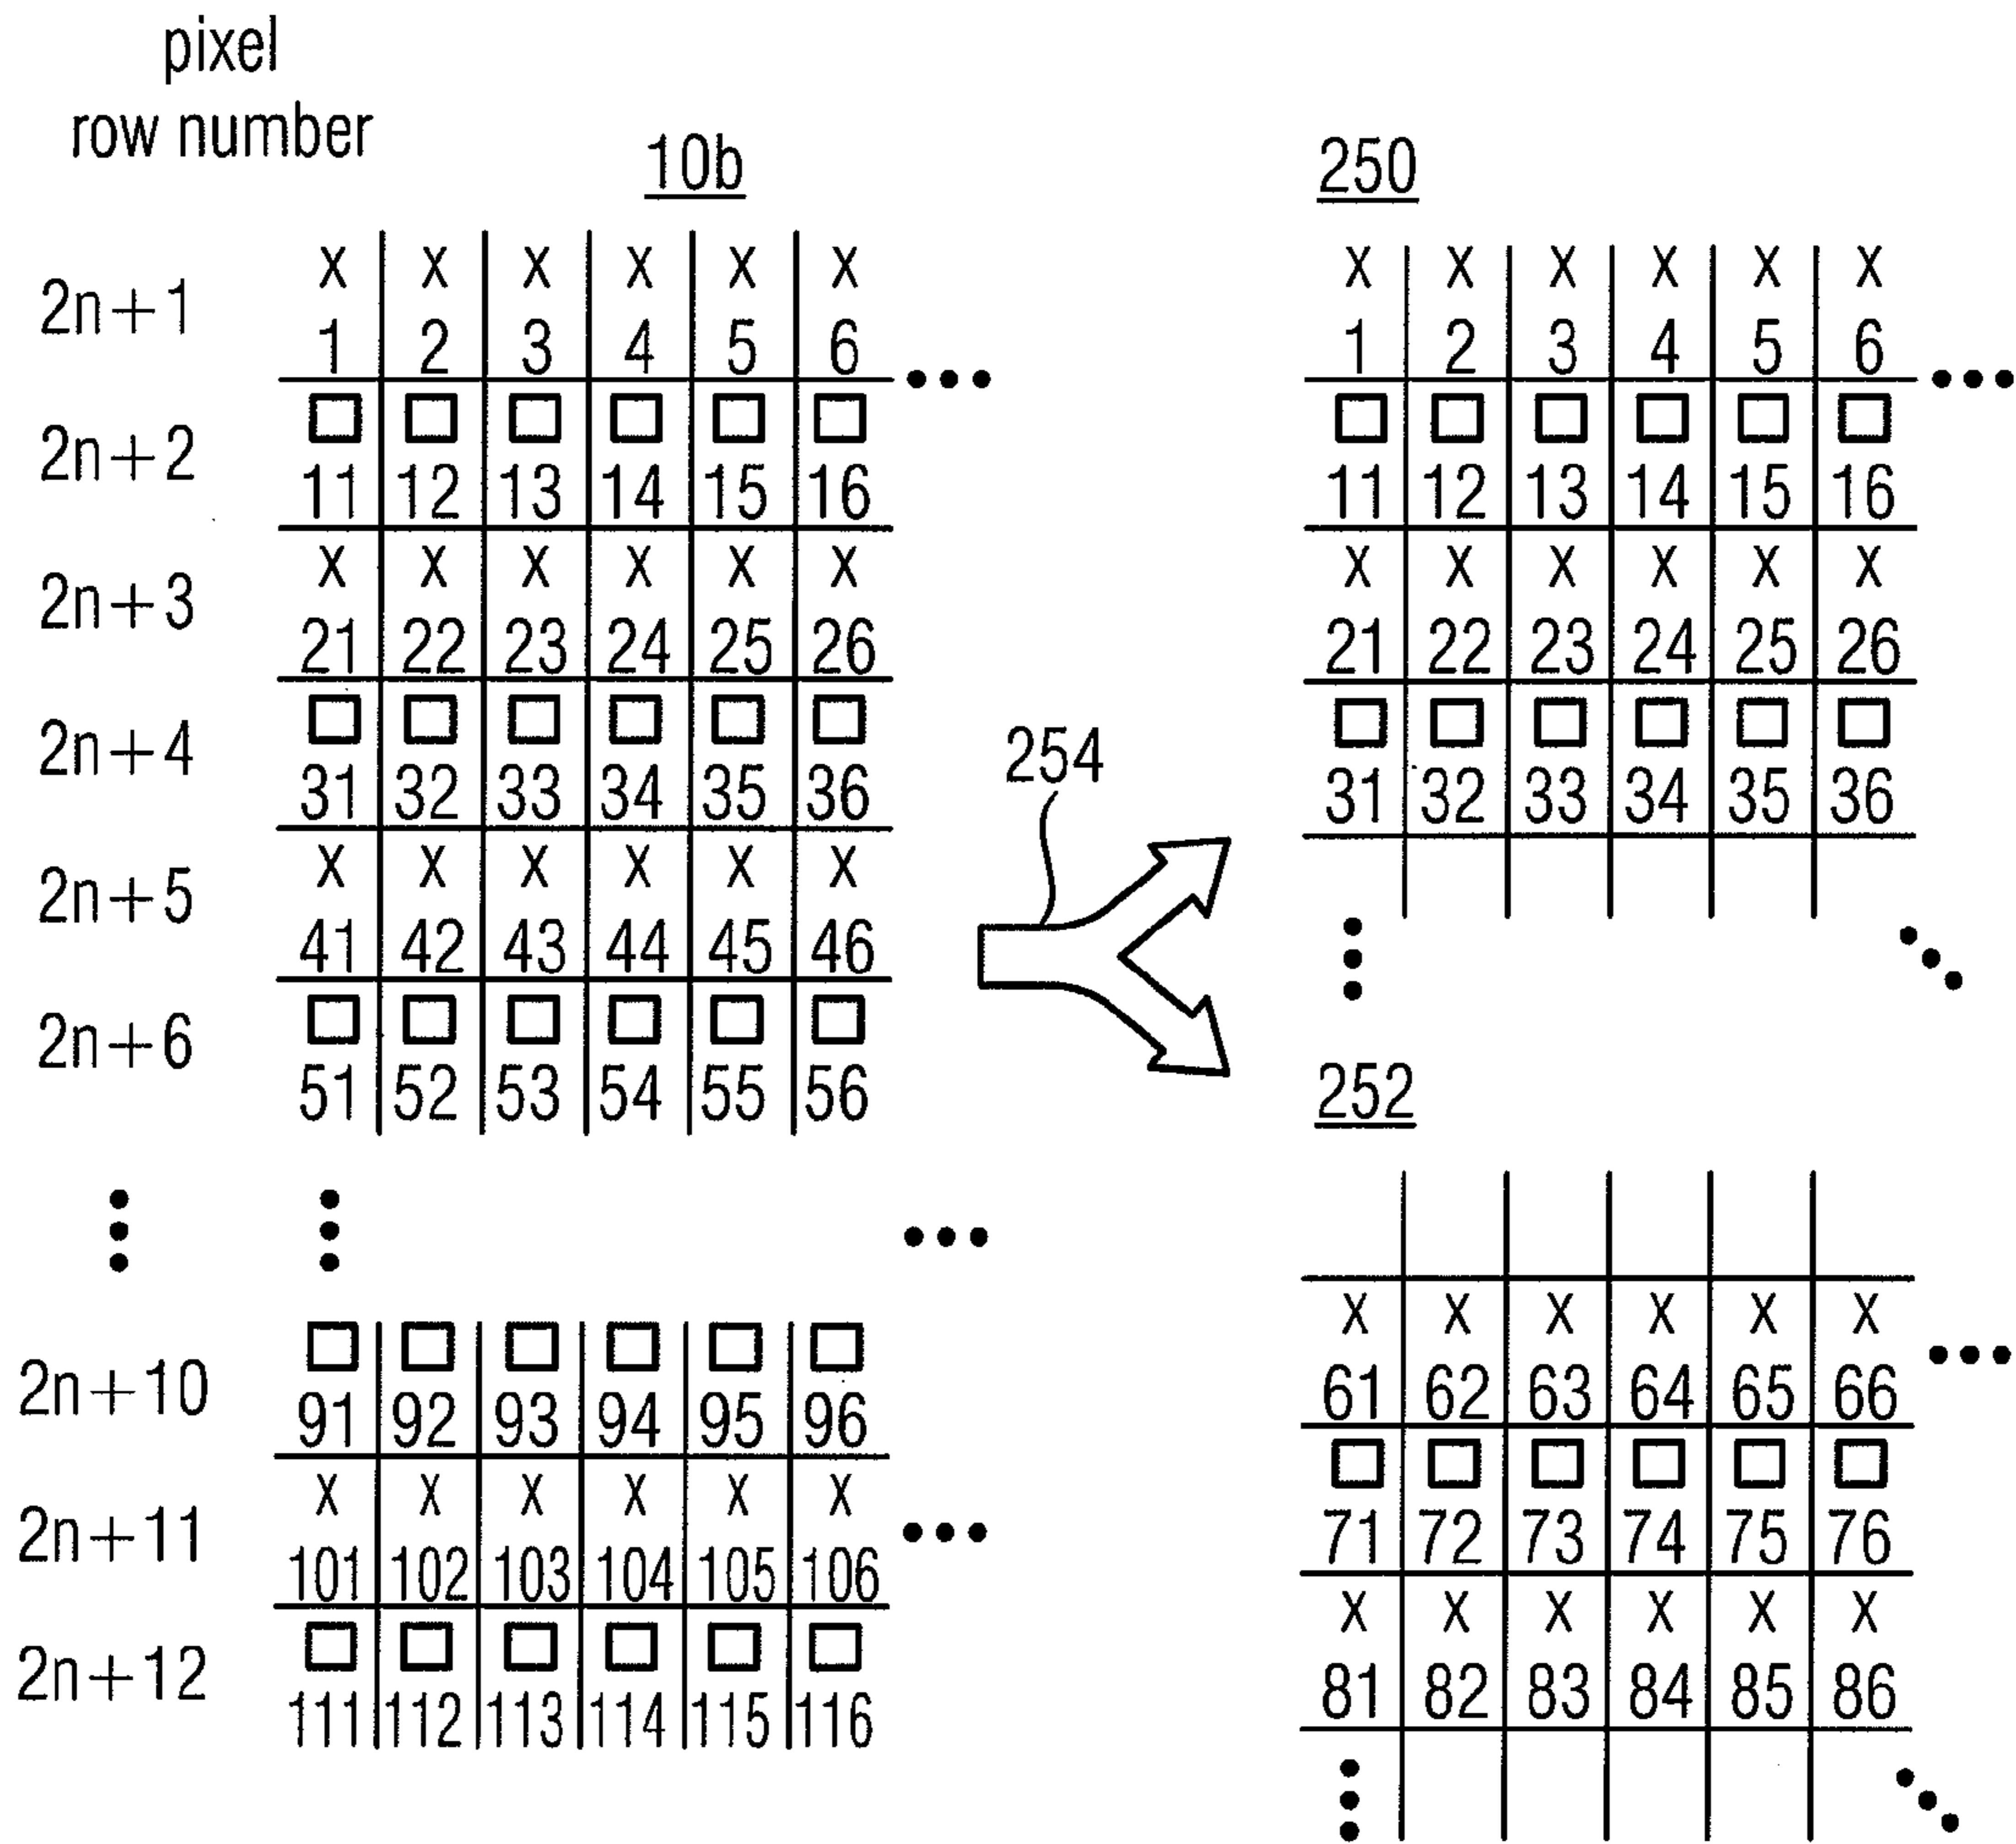 pixel
row number
10b
2n+1 x x x x x x
1 2 3 4 5 6
2n+2 11 12 13 14 15 16
2n+3 x x x x x x
21 22 23 24 25 26
2n+4 31 32 33 34 35 36
2n+5 x x x x x x
41 42 43 44 45 46
2n+6 51 52 53 54 55 56
2n+10 91 92 93 94 95 96
2n+11 x x x x x x
101 102 103 104 105 106
2n+12 111 112 113 114 115 116
254
250
x x x x x x
1 2 3 4 5 6
11 12 13 14 15 16
x x x x x x
21 22 23 24 25 26
31 32 33 34 35 36
252
x x x x x x
61 62 63 64 65 66
71 72 73 74 75 76
x x x x x x
81 82 83 84 85 86